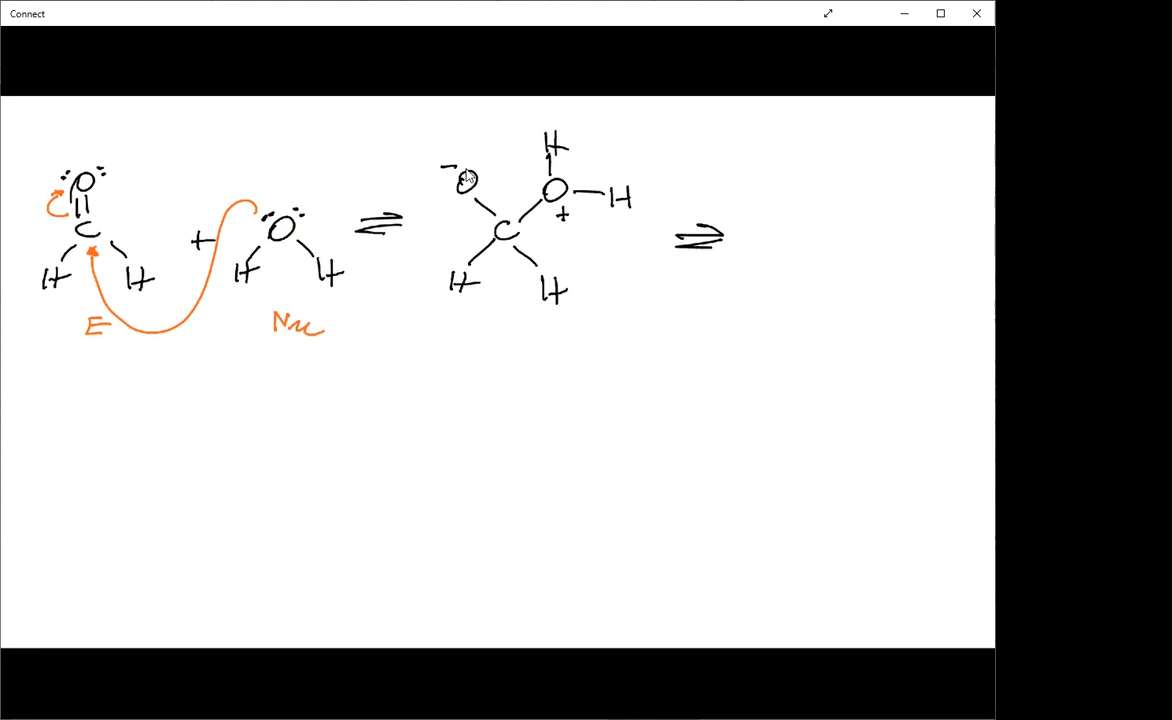 Connect
H
O O − O O H
C + C +
H H H H H H
E Nu